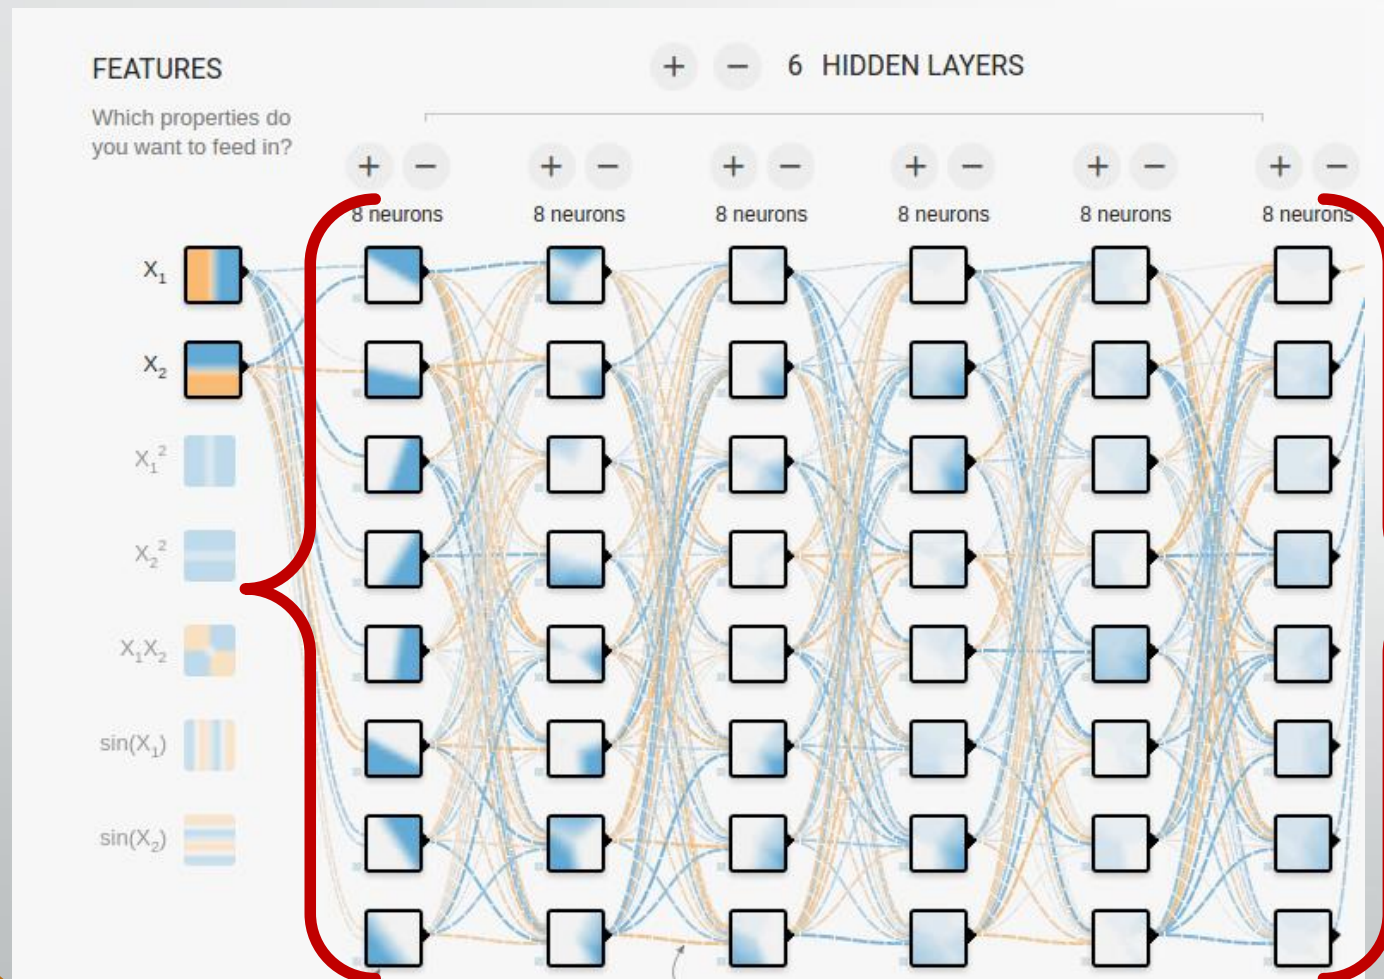 FEATURES
Which properties do
you want to feed in?
+ − 6 HIDDEN LAYERS
+ − + − + − + − + − + −
8 neurons 8 neurons 8 neurons 8 neurons 8 neurons 8 neurons
X₁
X₂
X₁²
X₂²
X₁X₂
sin(X₁)
sin(X₂)